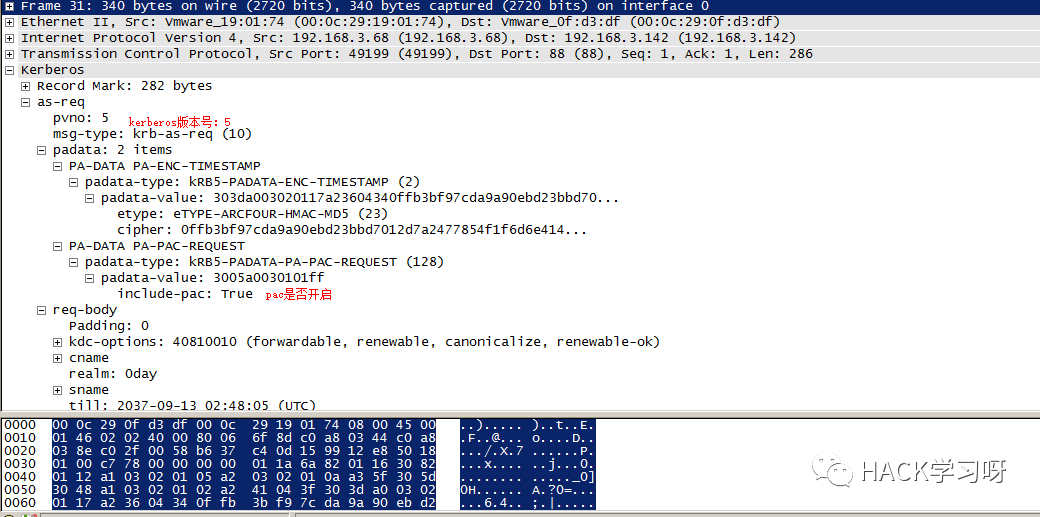 Frame 31: 340 bytes on wire (2720 bits), 340 bytes captured (2720 bits) on interface 0
Ethernet II, Src: Vmware_19:01:74 (00:0c:29:19:01:74), Dst: Vmware_0f:d3:df (00:0c:29:0f:d3:df)
Internet Protocol Version 4, Src: 192.168.3.68 (192.168.3.68), Dst: 192.168.3.142 (192.168.3.142)
Transmission Control Protocol, Src Port: 49199 (49199), Dst Port: 88 (88), Seq: 1, Ack: 1, Len: 286
Kerberos
Record Mark: 282 bytes
as-req
pvno: 5 kerberos版本号：5
msg-type: krb-as-req (10)
padata: 2 items
PA-DATA PA-ENC-TIMESTAMP
padata-type: kRB5-PADATA-ENC-TIMESTAMP (2)
padata-value: 303da003020117a23604340ffb3bf97cda9a90ebd23bbd70...
etype: eTYPE-ARCFOUR-HMAC-MD5 (23)
cipher: 0ffb3bf97cda9a90ebd23bbd7012d7a2477854f1f6d6e414...
PA-DATA PA-PAC-REQUEST
padata-type: kRB5-PADATA-PA-PAC-REQUEST (128)
padata-value: 3005a0030101ff
include-pac: True pac是否开启
req-body
Padding: 0
kdc-options: 40810010 (forwardable, renewable, canonicalize, renewable-ok)
cname
realm: 0day
sname
till: 2037-09-13 02:48:05 (UTC)
0000 00 0c 29 0f d3 df 00 0c 29 19 01 74 08 00 45 00 ..)..... )..t..E.
0010 01 46 02 02 40 00 80 06 6f 8d c0 a8 03 44 c0 a8 .F..@... o....D..
0020 03 8e c0 2f 00 58 b6 37 c4 0d 15 99 12 e8 50 18 .../.X.7 ......P.
0030 01 00 c7 78 00 00 00 00 01 1a 6a 82 01 16 30 82 ...x.... ..j...0.
0040 01 12 a1 03 02 01 05 a2 03 02 01 0a a3 5f 30 5d ........ ....._0]
0050 30 48 a1 03 02 01 02 a2 41 04 3f 30 3d a0 03 02 0H...... A.?0=...
0060 01 17 a2 36 04 34 0f fb 3b f9 7c da 9a 90 eb d2 ...6.4.. ;.|.....
HACK学习呀